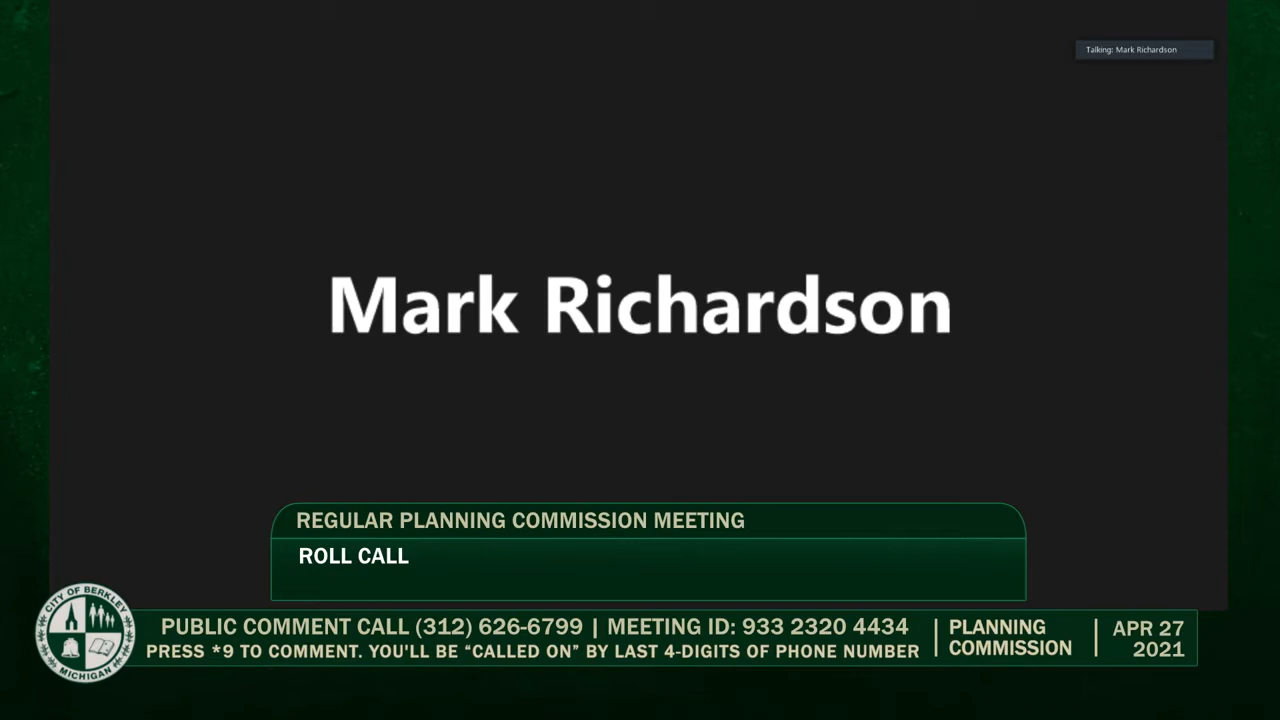 Talking: Mark Richardson
Mark Richardson
REGULAR PLANNING COMMISSION MEETING
ROLL CALL
CITY OF BERKLEY
MICHIGAN
PUBLIC COMMENT CALL (312) 626-6799 | MEETING ID: 933 2320 4434
PRESS *9 TO COMMENT. YOU'LL BE “CALLED ON” BY LAST 4-DIGITS OF PHONE NUMBER
PLANNING
COMMISSION
APR 27
2021